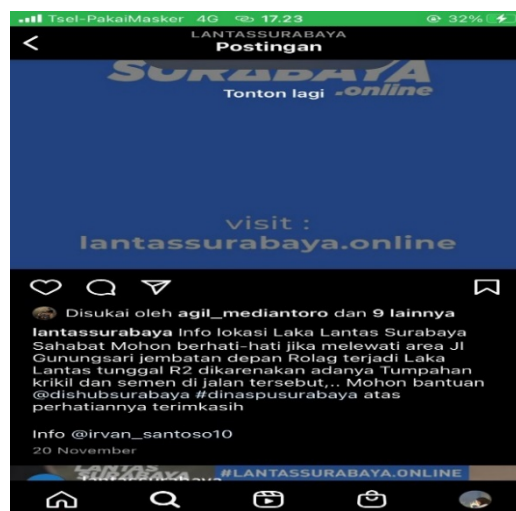 Tsel-PakaiMasker 4G 17.23 32%
LANTASSURABAYA
Postingan
SURABAYA
.online
Tonton lagi
visit :
lantassurabaya.online
Disukai oleh agil_mediantoro dan 9 lainnya
lantassurabaya Info lokasi Laka Lantas Surabaya
Sahabat Mohon berhati-hati jika melewati area Jl
Gunungsari jembatan depan Rolag terjadi Laka
Lantas tunggal R2 dikarenakan adanya Tumpahan
krikil dan semen di jalan tersebut,.. Mohon bantuan
@dishubsurabaya #dinaspusurabaya atas
perhatiannya terimkasih
Info @irvan_santoso10
20 November
#LANTASSURABAYA.ONLINE